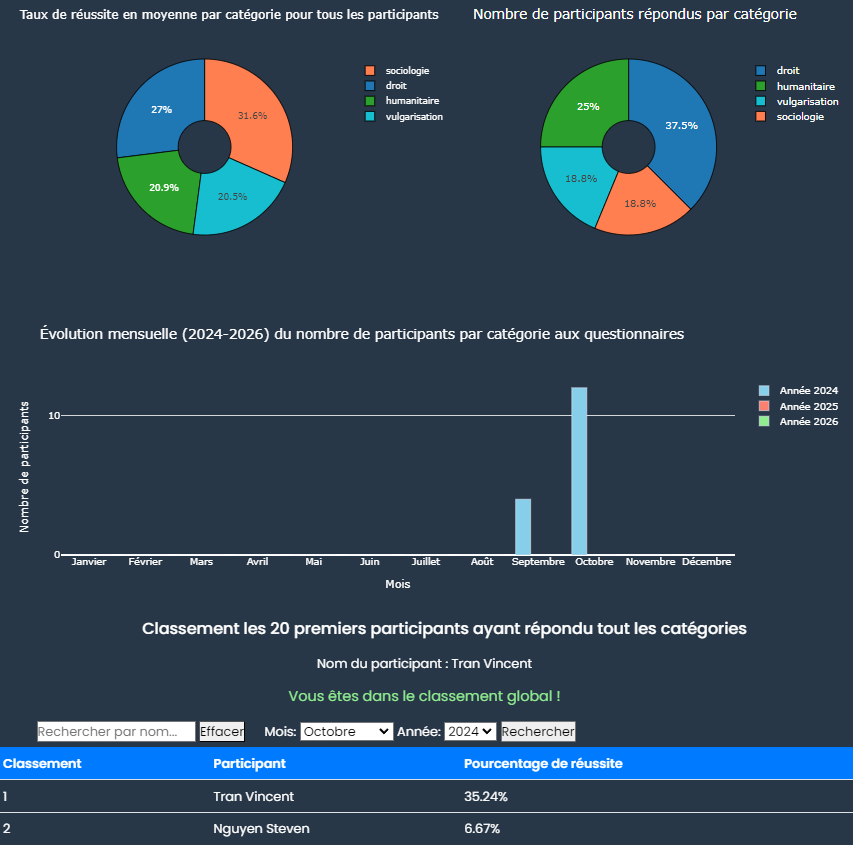 Taux de réussite en moyenne par catégorie pour tous les participants
sociologie
droit
humanitaire
vulgarisation
27%
31.6%
20.9%
20.5%
Nombre de participants répondus par catégorie
droit
humanitaire
vulgarisation
sociologie
25%
37.5%
18.8%
18.8%
Évolution mensuelle (2024-2026) du nombre de participants par catégorie aux questionnaires
Année 2024
Année 2025
Année 2026
Nombre de participants
10
0
Janvier Février Mars Avril Mai Juin Juillet Août Septembre Octobre Novembre Décembre
Mois
Classement les 20 premiers participants ayant répondu tout les catégories
Nom du participant : Tran Vincent
Vous êtes dans le classement global !
Rechercher par nom... Effacer Mois: Octobre Année: 2024 Rechercher
Classement Participant Pourcentage de réussite
1 Tran Vincent 35.24%
2 Nguyen Steven 6.67%